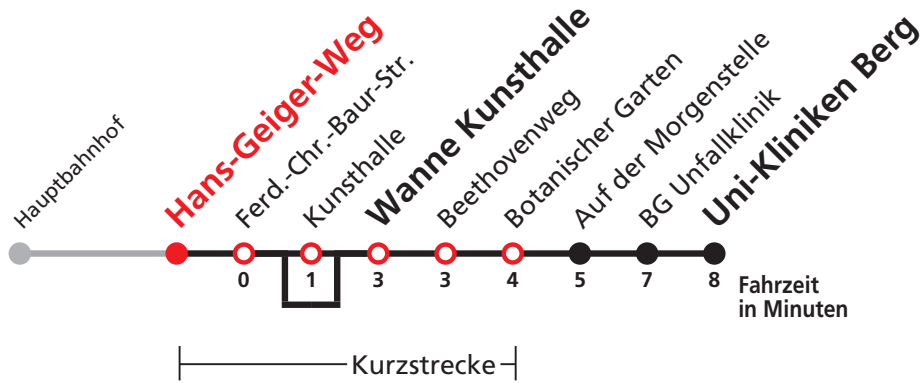 Hauptbahnhof
Hans-Geiger-Weg
Ferd.-Chr.-Baur-Str.
Kunsthalle
Wanne Kunsthalle
Beethovenweg
Botanischer Garten
Auf der Morgenstelle
BG Unfallklinik
Uni-Kliniken Berg
0 1 3 3 4 5 7 8
Fahrzeit
in Minuten
Kurzstrecke